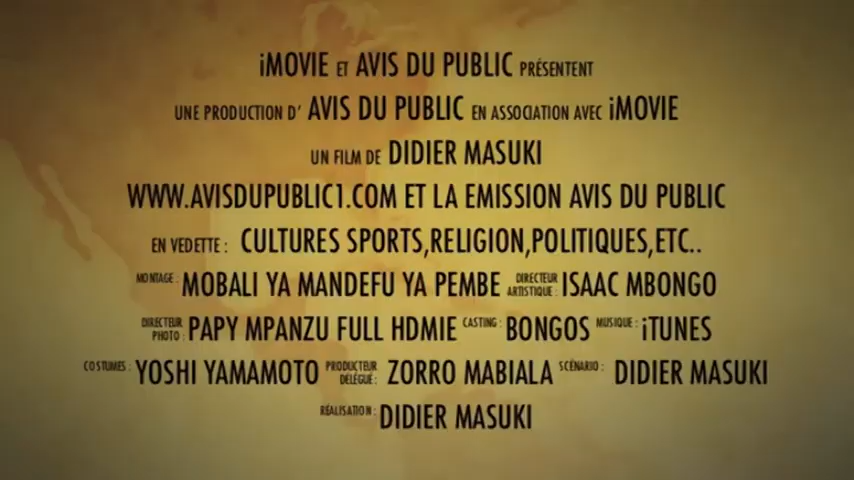 iMOVIE ET AVIS DU PUBLIC PRÉSENTENT
UNE PRODUCTION D' AVIS DU PUBLIC EN ASSOCIATION AVEC iMOVIE
UN FILM DE DIDIER MASUKI
WWW.AVISDUPUBLIC1.COM ET LA EMISSION AVIS DU PUBLIC
EN VEDETTE : CULTURES SPORTS,RELIGION,POLITIQUES,ETC..
MONTAGE : MOBALI YA MANDEFU YA PEMBE DIRECTEUR ARTISTIQUE : ISAAC MBONGO
DIRECTEUR PHOTO : PAPY MPANZU FULL HDMIE CASTING : BONGOS MUSIQUE : iTUNES
COSTUMES : YOSHI YAMAMOTO PRODUCTEUR DÉLÉGUÉ : ZORRO MABIALA SCÉNARIO : DIDIER MASUKI
RÉALISATION : DIDIER MASUKI